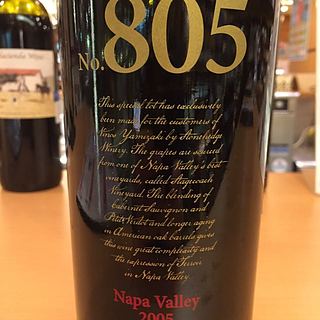 No. 805
This special lot has exclusively
been made for the customers of
Vinos Yamazaki by Stonehedge
Winery. The grapes are sourced
from one of Napa Valley's best
vineyards, called Stagecoach
Vineyard. The blending of
Cabernet Sauvignon and
Petit Verdot and longer aging
in American oak barrels gives
this wine great complexity and
the expression of Terroir
in Napa Valley.
Napa Valley
2005